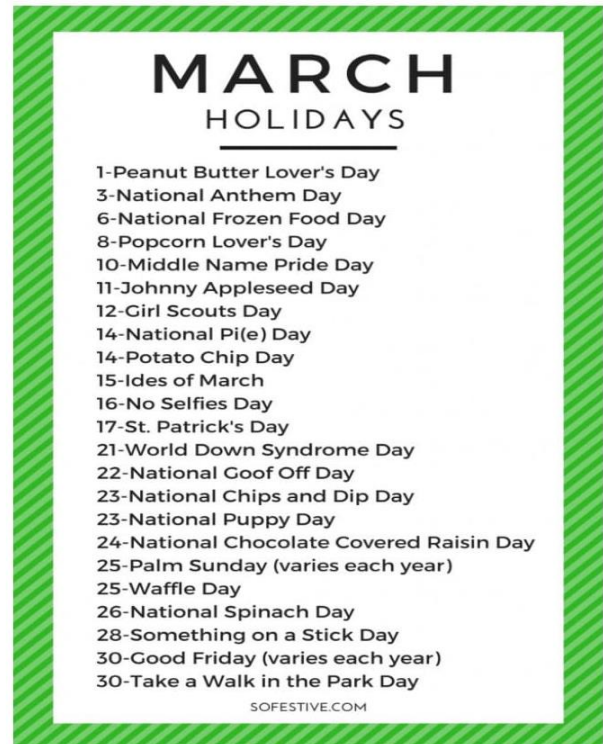 MARCH
HOLIDAYS
1-Peanut Butter Lover's Day
3-National Anthem Day
6-National Frozen Food Day
8-Popcorn Lover's Day
10-Middle Name Pride Day
11-Johnny Appleseed Day
12-Girl Scouts Day
14-National Pi(e) Day
14-Potato Chip Day
15-Ides of March
16-No Selfies Day
17-St. Patrick's Day
21-World Down Syndrome Day
22-National Goof Off Day
23-National Chips and Dip Day
23-National Puppy Day
24-National Chocolate Covered Raisin Day
25-Palm Sunday (varies each year)
25-Waffle Day
26-National Spinach Day
28-Something on a Stick Day
30-Good Friday (varies each year)
30-Take a Walk in the Park Day
SOFESTIVE.COM